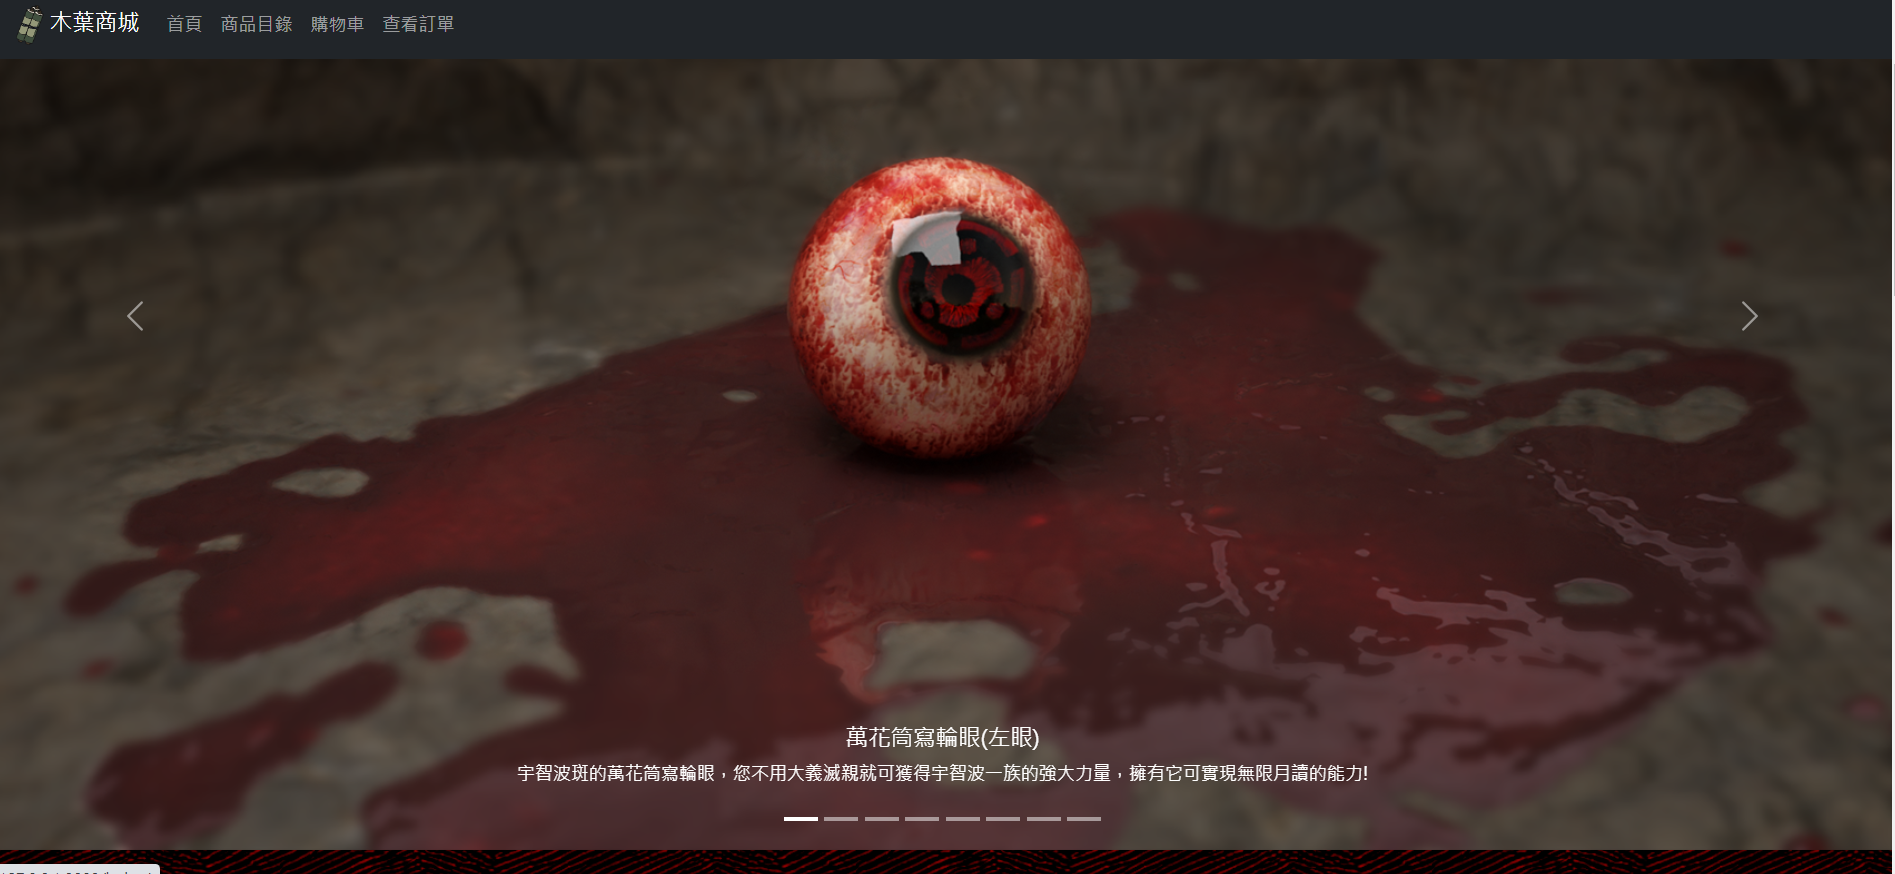 木葉商城
首頁 商品目錄 購物車 查看訂單
萬花筒寫輪眼(左眼)
宇智波斑的萬花筒寫輪眼，您不用大義滅親就可獲得宇智波一族的強大力量，擁有它可實現無限月讀的能力!